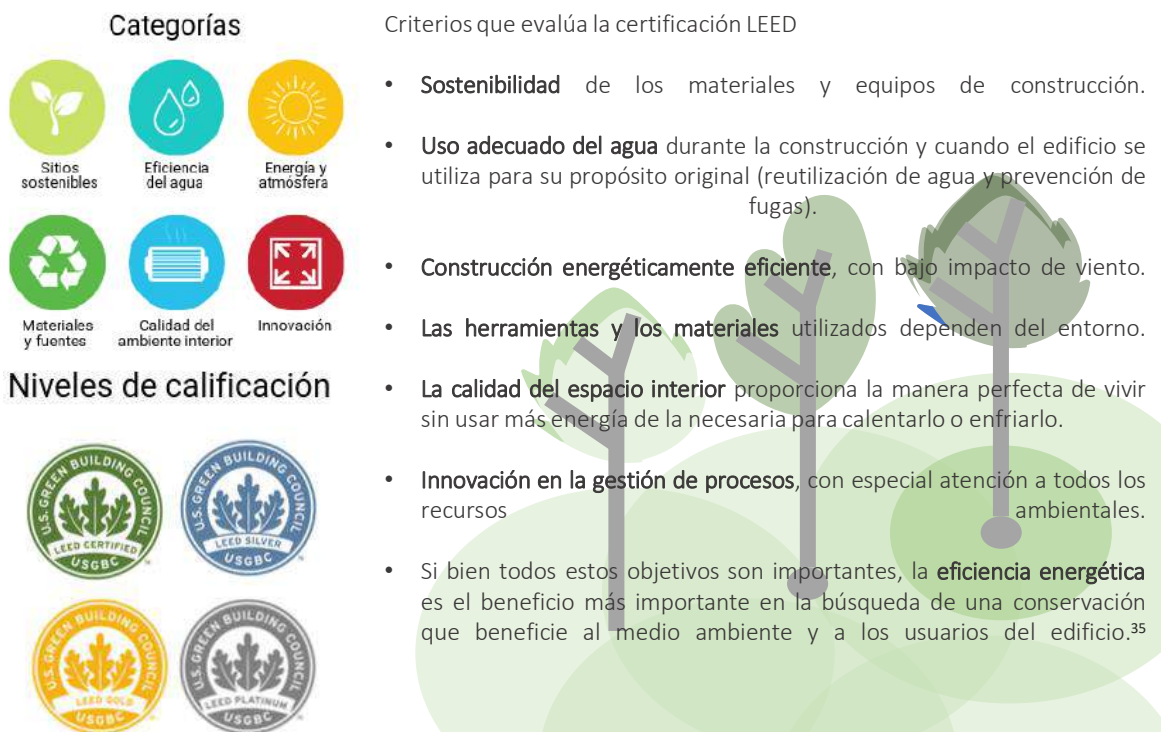 Categorías
Sitios
sostenibles
Eficiencia
del agua
Energía y
atmósfera
Materiales
y fuentes
Calidad del
ambiente interior
Innovación
Niveles de calificación
U.S. GREEN BUILDING COUNCIL
LEED CERTIFIED
USGBC
U.S. GREEN BUILDING COUNCIL
LEED SILVER
USGBC
U.S. GREEN BUILDING COUNCIL
LEED GOLD
USGBC
U.S. GREEN BUILDING COUNCIL
LEED PLATINUM
USGBC
Criterios que evalúa la certificación LEED
• Sostenibilidad de los materiales y equipos de construcción.
• Uso adecuado del agua durante la construcción y cuando el edificio se
utiliza para su propósito original (reutilización de agua y prevención de
fugas).
• Construcción energéticamente eficiente, con bajo impacto de viento.
• Las herramientas y los materiales utilizados dependen del entorno.
• La calidad del espacio interior proporciona la manera perfecta de vivir
sin usar más energía de la necesaria para calentarlo o enfriarlo.
• Innovación en la gestión de procesos, con especial atención a todos los
recursos ambientales.
• Si bien todos estos objetivos son importantes, la eficiencia energética
es el beneficio más importante en la búsqueda de una conservación
que beneficie al medio ambiente y a los usuarios del edificio.³⁵